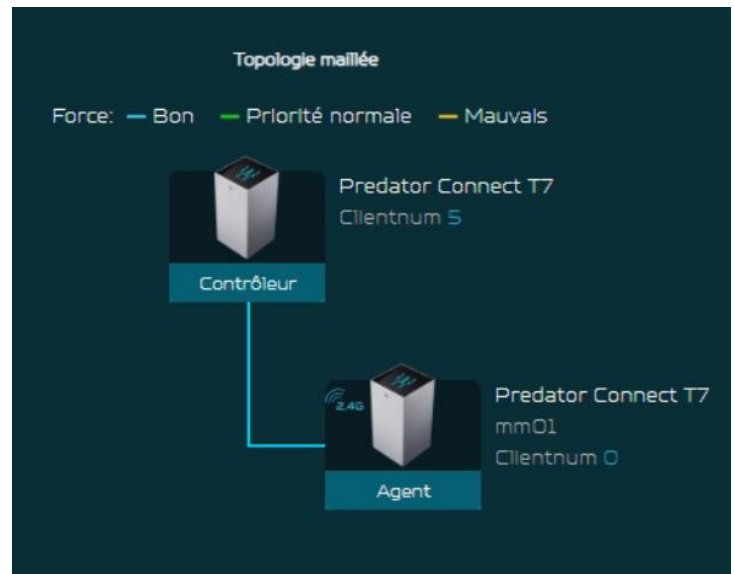 Topologie maillée
Force: Bon Priorité normale Mauvais
Predator Connect T7
Clientnum 5
Contrôleur
2.4G
Predator Connect T7
mm01
Clientnum 0
Agent